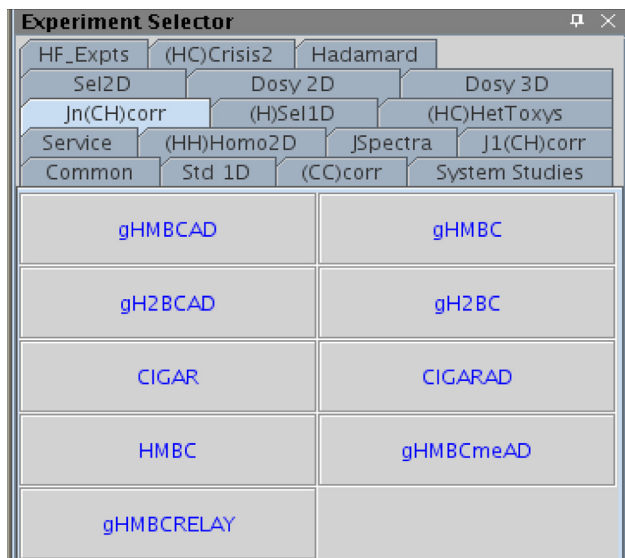 Experiment Selector
HF_Expts (HC)Crisis2 Hadamard
Sel2D Dosy 2D Dosy 3D
Jn(CH)corr (H)Sel1D (HC)HetToxys
Service (HH)Homo2D JSpectra J1(CH)corr
Common Std 1D (CC)corr System Studies
gHMBCAD gHMBC
gH2BCAD gH2BC
CIGAR CIGARAD
HMBC gHMBCmeAD
gHMBCRELAY